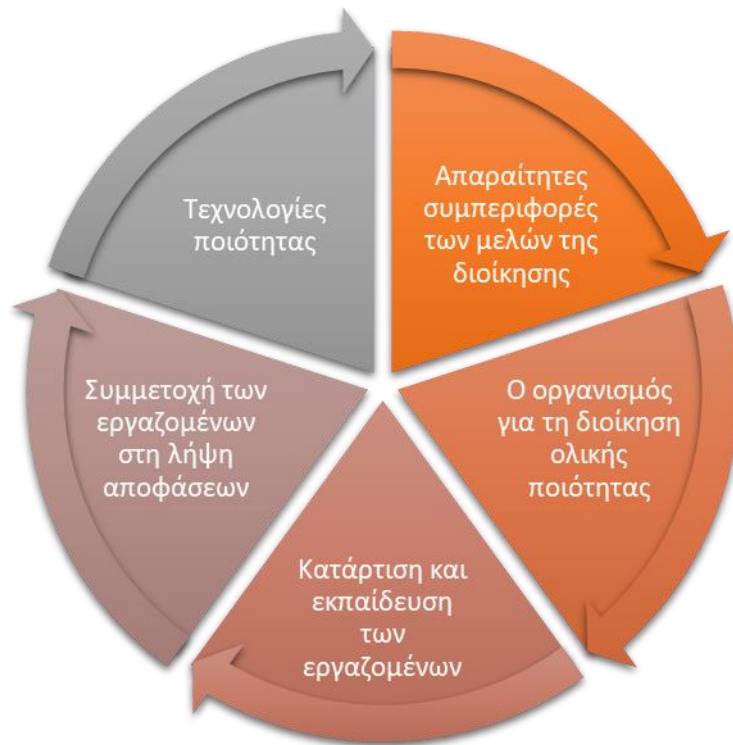 Απαραίτητες
συμπεριφορές
των μελών της
διοίκησης
Ο οργανισμός
για τη διοίκηση
ολικής
ποιότητας
Κατάρτιση και
εκπαίδευση
των
εργαζομένων
Συμμετοχή των
εργαζομένων
στη λήψη
αποφάσεων
Τεχνολογίες
ποιότητας